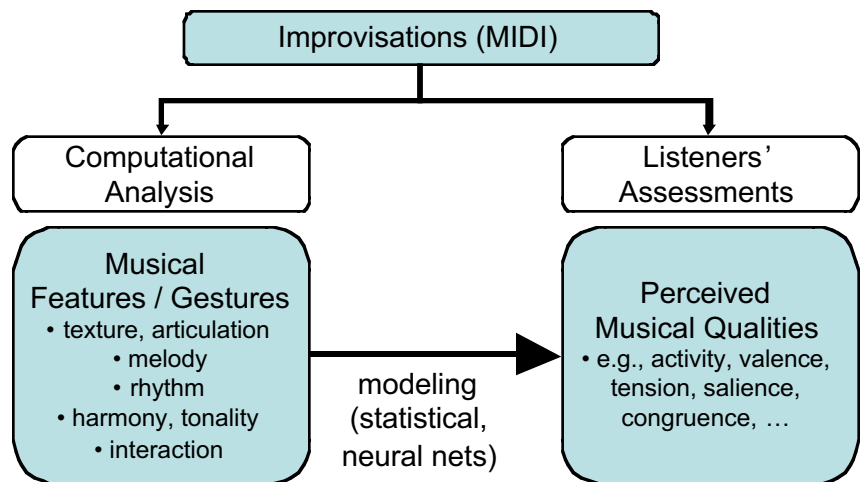 Improvisations (MIDI)
Computational
Analysis
Listeners’
Assessments
Musical
Features / Gestures
• texture, articulation
• melody
• rhythm
• harmony, tonality
• interaction
modeling
(statistical,
neural nets)
Perceived
Musical Qualities
• e.g., activity, valence,
tension, salience,
congruence, …